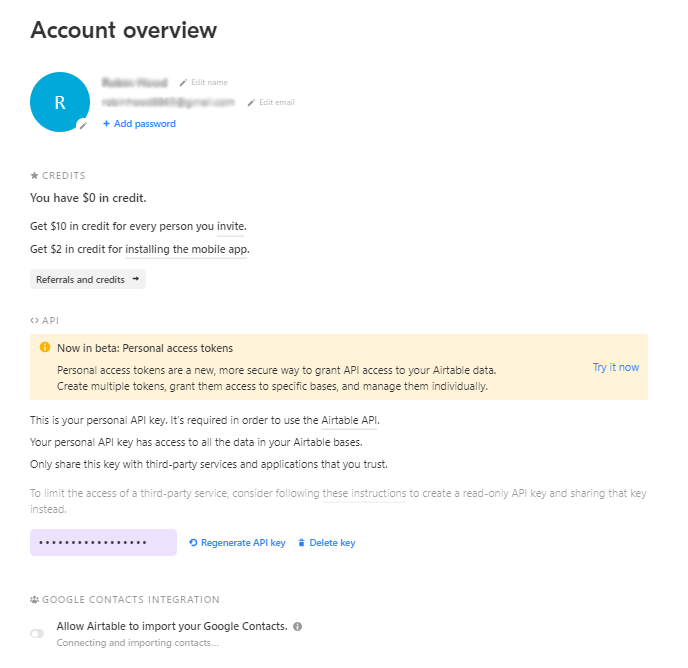 Account overview
R
Edit name
Edit email
+ Add password
CREDITS
You have $0 in credit.
Get $10 in credit for every person you invite.
Get $2 in credit for installing the mobile app.
Referrals and credits →
<> API
Now in beta: Personal access tokens
Personal access tokens are a new, more secure way to grant API access to your Airtable data.
Try it now
Create multiple tokens, grant them access to specific bases, and manage them individually.
This is your personal API key. It's required in order to use the Airtable API.
Your personal API key has access to all the data in your Airtable bases.
Only share this key with third-party services and applications that you trust.
To limit the access of a third-party service, consider following these instructions to create a read-only API key and sharing that key
instead.
•••••••••••••••••
Regenerate API key
Delete key
GOOGLE CONTACTS INTEGRATION
Allow Airtable to import your Google Contacts.
Connecting and importing contacts...